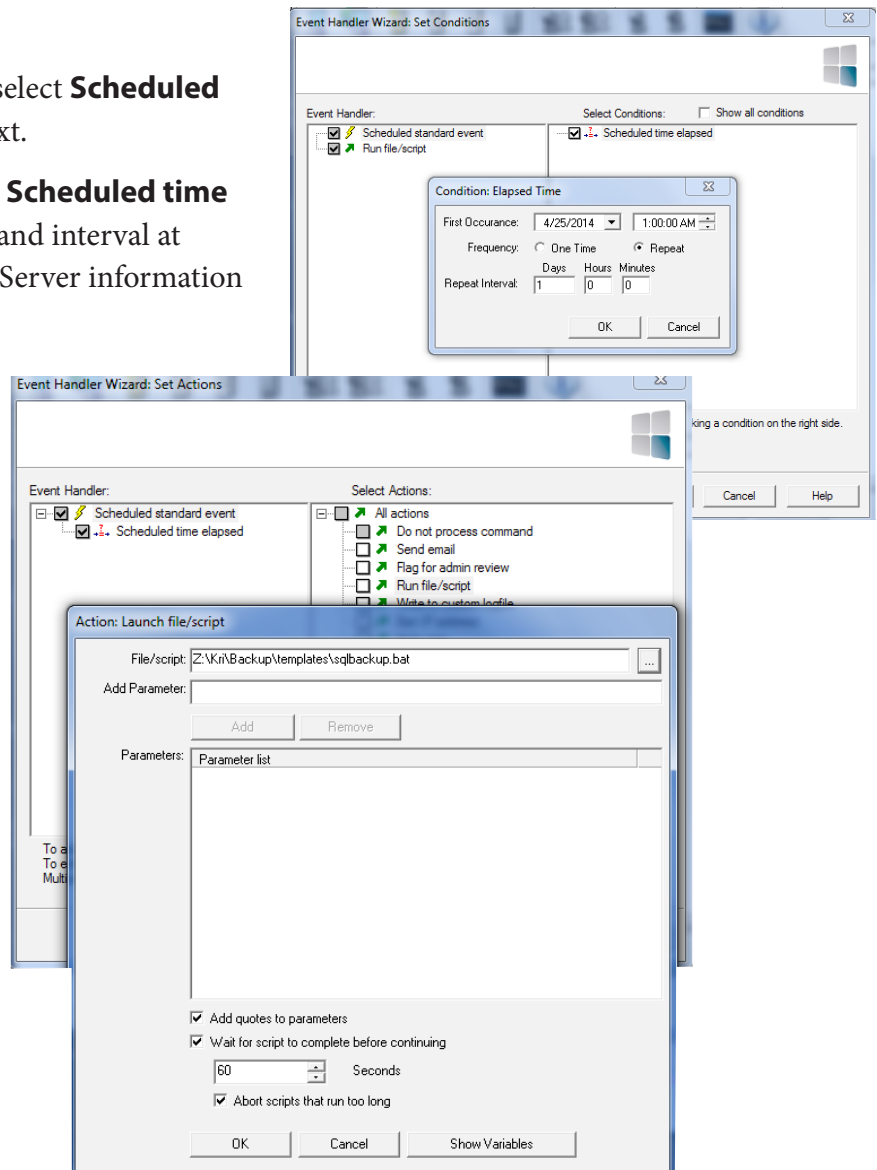 select Scheduled
xt.
Scheduled time
and interval at
Server information
Event Handler Wizard: Set Conditions
Event Handler:
Select Conditions:
Show all conditions
Scheduled standard event
Run file/script
Scheduled time elapsed
Condition: Elapsed Time
First Occurance: 4/25/2014 1:00:00 AM
Frequency: One Time Repeat
Days Hours Minutes
Repeat Interval: 1 0 0
OK Cancel
king a condition on the right side.
Cancel Help
Event Handler Wizard: Set Actions
Event Handler:
Select Actions:
Scheduled standard event
Scheduled time elapsed
All actions
Do not process command
Send email
Flag for admin review
Run file/script
Write to custom logfile
Action: Launch file/script
File/script: Z:\Kri\Backup\templates\sqlbackup.bat ...
Add Parameter:
Add Remove
Parameters:
Parameter list
To a
To e
Multi
Add quotes to parameters
Wait for script to complete before continuing
60 Seconds
Abort scripts that run too long
OK Cancel Show Variables